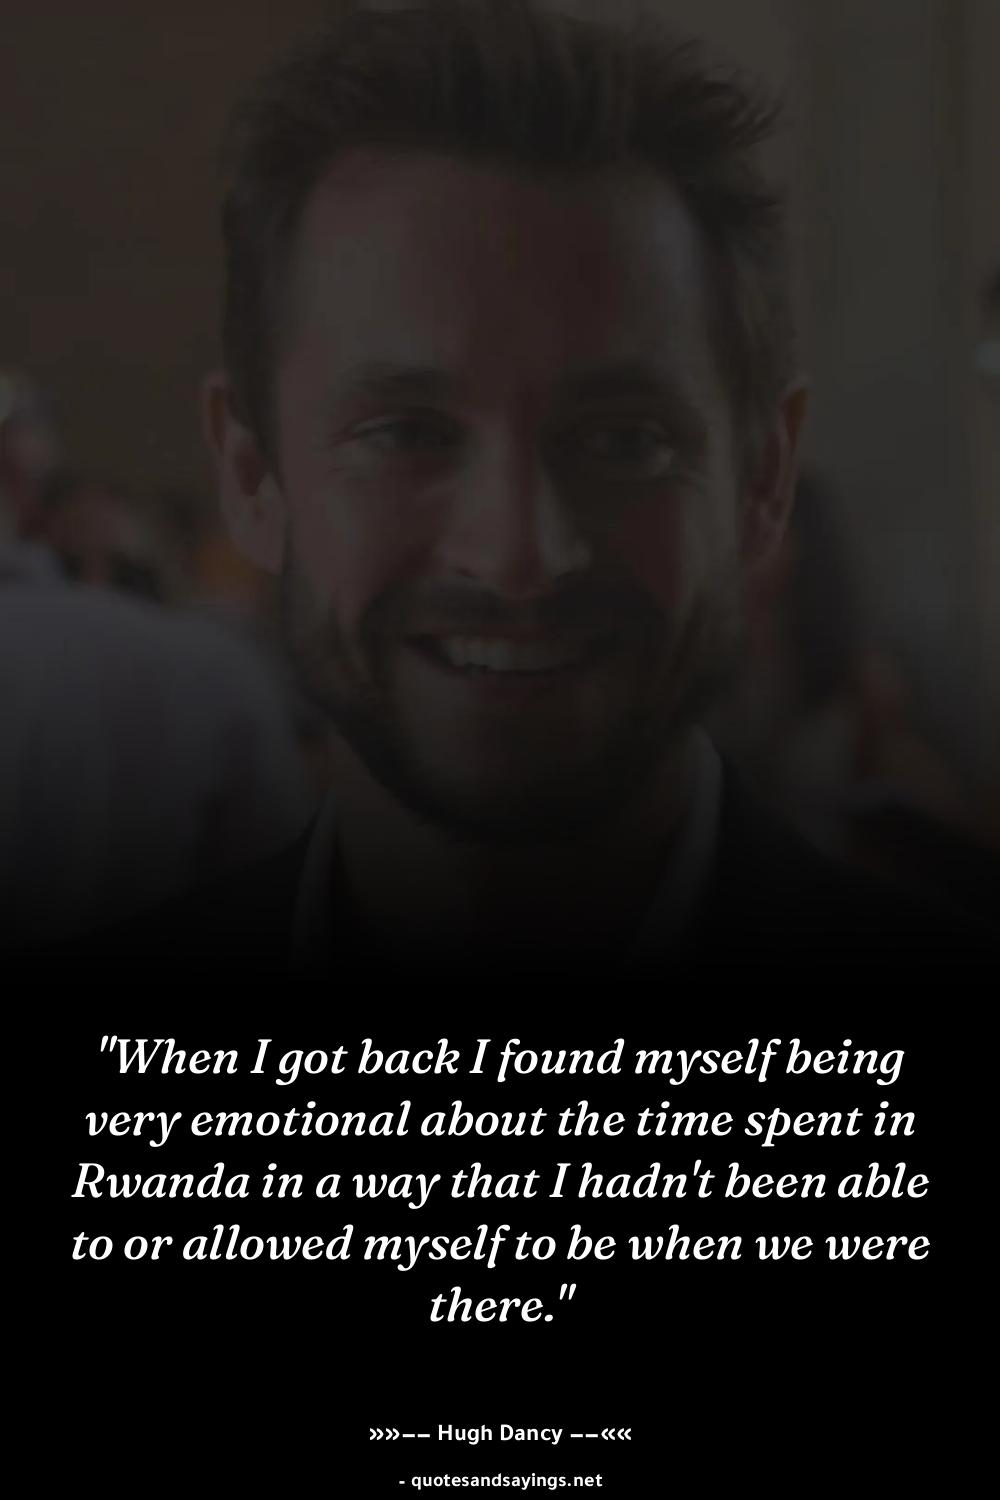 "When I got back I found myself being
very emotional about the time spent in
Rwanda in a way that I hadn't been able
to or allowed myself to be when we were
there."
»»−− Hugh Dancy −−««
- quotesandsayings.net